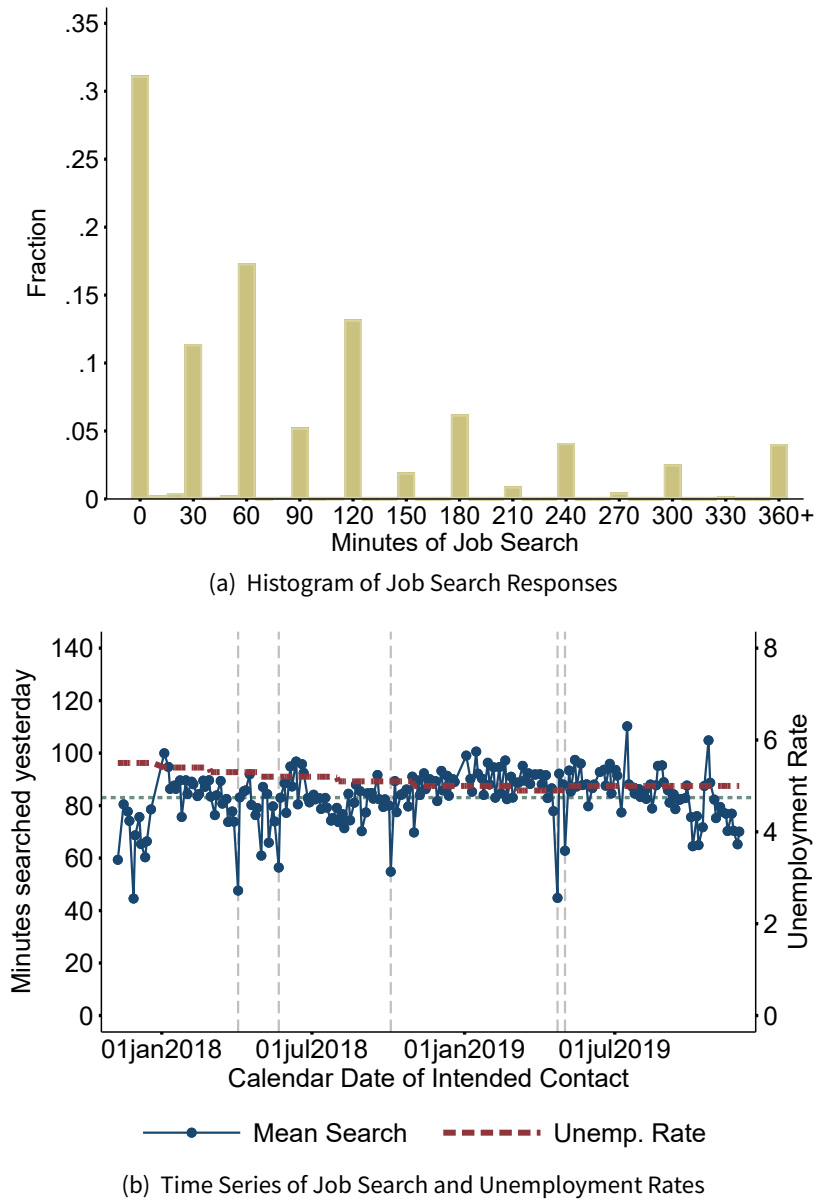 .35
.3
.25
.2
.15
.1
.05
0
Fraction
0 30 60 90 120 150 180 210 240 270 300 330 360+
Minutes of Job Search
(a) Histogram of Job Search Responses
140
120
100
80
60
40
20
0
Minutes searched yesterday
8
6
4
2
0
Unemployment Rate
01jan2018 01jul2018 01jan2019 01jul2019
Calendar Date of Intended Contact
Mean Search Unemp. Rate
(b) Time Series of Job Search and Unemployment Rates